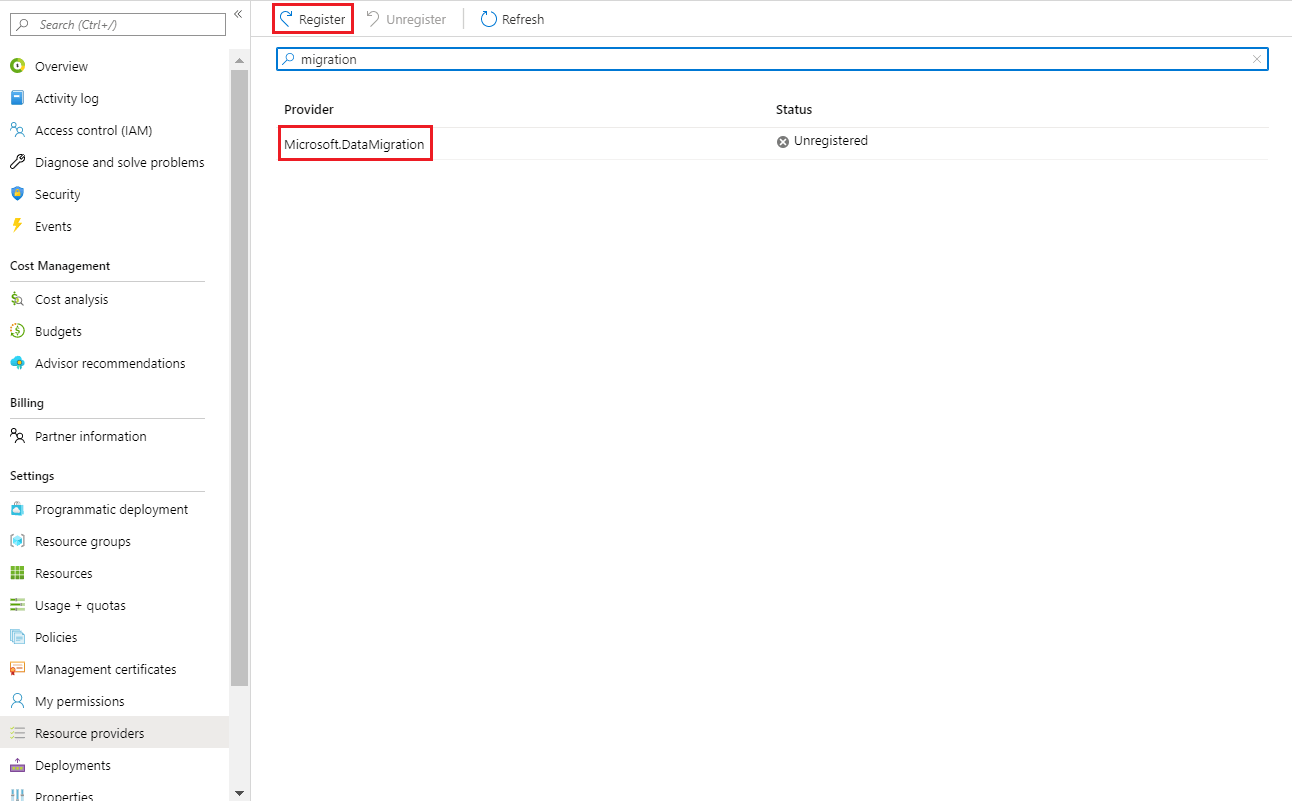 Search (Ctrl+/)
«
Overview
Activity log
Access control (IAM)
Diagnose and solve problems
Security
Events
Cost Management
Cost analysis
Budgets
Advisor recommendations
Billing
Partner information
Settings
Programmatic deployment
Resource groups
Resources
Usage + quotas
Policies
Management certificates
My permissions
Resource providers
Deployments
Properties
Register Unregister Refresh
migration
Provider Status
Microsoft.DataMigration Unregistered